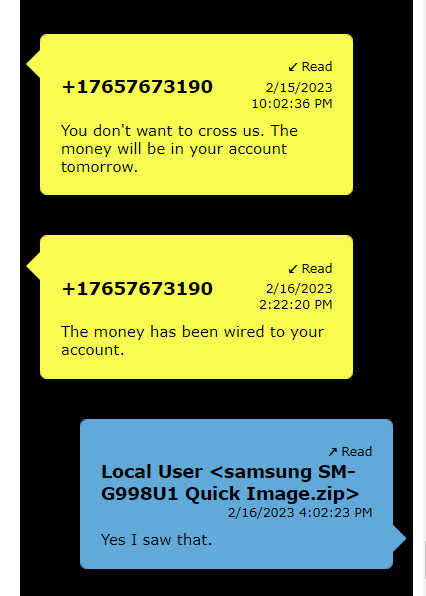 ↙ Read
+17657673190 2/15/2023
10:02:36 PM
You don't want to cross us. The
money will be in your account
tomorrow.
↙ Read
+17657673190 2/16/2023
2:22:20 PM
The money has been wired to your
account.
↗ Read
Local User <samsung SM-
G998U1 Quick Image.zip>
2/16/2023 4:02:23 PM
Yes I saw that.